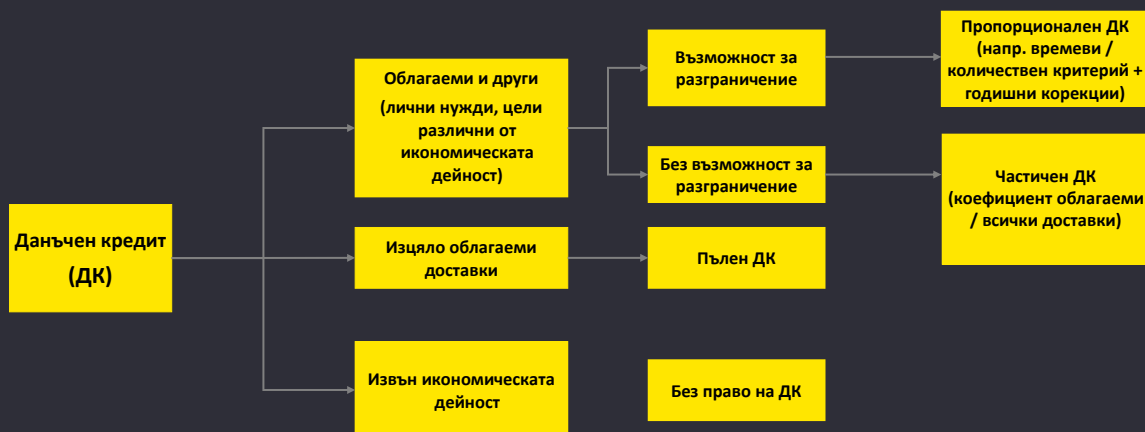 Данъчен кредит
(ДК)
Облагаеми и други
(лични нужди, цели
различни от
икономическата
дейност)
Възможност за
разграничение
Пропорционален ДК
(напр. времеви /
количествен критерий +
годишни корекции)
Без възможност за
разграничение
Частичен ДК
(коефициент облагаеми
/ всички доставки)
Изцяло облагаеми
доставки
Пълен ДК
Извън икономическата
дейност
Без право на ДК